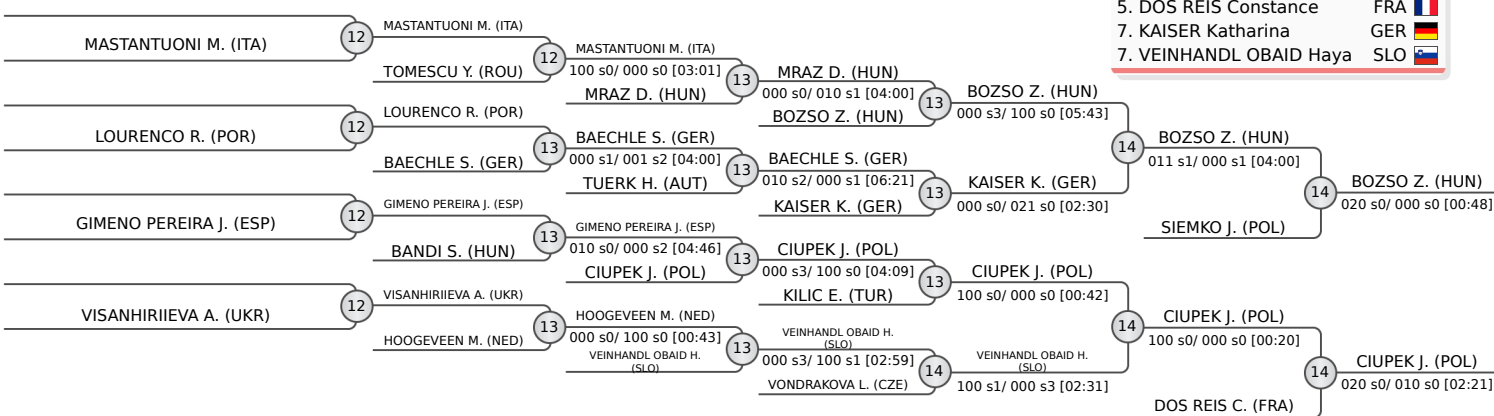 5. DOS REIS Constance FRA
7. KAISER Katharina GER
7. VEINHANDL OBAID Haya SLO
MASTANTUONI M. (ITA)
12
MASTANTUONI M. (ITA)
TOMESCU Y. (ROU)
12
MASTANTUONI M. (ITA)
100 s0/ 000 s0 [03:01]
MRAZ D. (HUN)
13
MRAZ D. (HUN)
000 s0/ 010 s1 [04:00]
BOZSO Z. (HUN)
13
BOZSO Z. (HUN)
000 s3/ 100 s0 [05:43]
LOURENCO R. (POR)
12
LOURENCO R. (POR)
BAECHLE S. (GER)
13
BAECHLE S. (GER)
000 s1/ 001 s2 [04:00]
TUERK H. (AUT)
13
BAECHLE S. (GER)
010 s2/ 000 s1 [06:21]
KAISER K. (GER)
13
KAISER K. (GER)
000 s0/ 021 s0 [02:30]
14
BOZSO Z. (HUN)
011 s1/ 000 s1 [04:00]
SIEMKO J. (POL)
14
BOZSO Z. (HUN)
020 s0/ 000 s0 [00:48]
GIMENO PEREIRA J. (ESP)
12
GIMENO PEREIRA J. (ESP)
BANDI S. (HUN)
13
GIMENO PEREIRA J. (ESP)
010 s0/ 000 s2 [04:46]
CIUPEK J. (POL)
13
CIUPEK J. (POL)
000 s3/ 100 s0 [04:09]
KILIC E. (TUR)
13
CIUPEK J. (POL)
100 s0/ 000 s0 [00:42]
VISANHIRIIEVA A. (UKR)
12
VISANHIRIIEVA A. (UKR)
HOOGEVEEN M. (NED)
13
HOOGEVEEN M. (NED)
000 s0/ 100 s0 [00:43]
VEINHANDL OBAID H.
(SLO)
13
VEINHANDL OBAID H.
(SLO)
000 s3/ 100 s1 [02:59]
VONDRAKOVA L. (CZE)
14
VEINHANDL OBAID H.
(SLO)
100 s1/ 000 s3 [02:31]
14
CIUPEK J. (POL)
100 s0/ 000 s0 [00:20]
DOS REIS C. (FRA)
14
CIUPEK J. (POL)
020 s0/ 010 s0 [02:21]